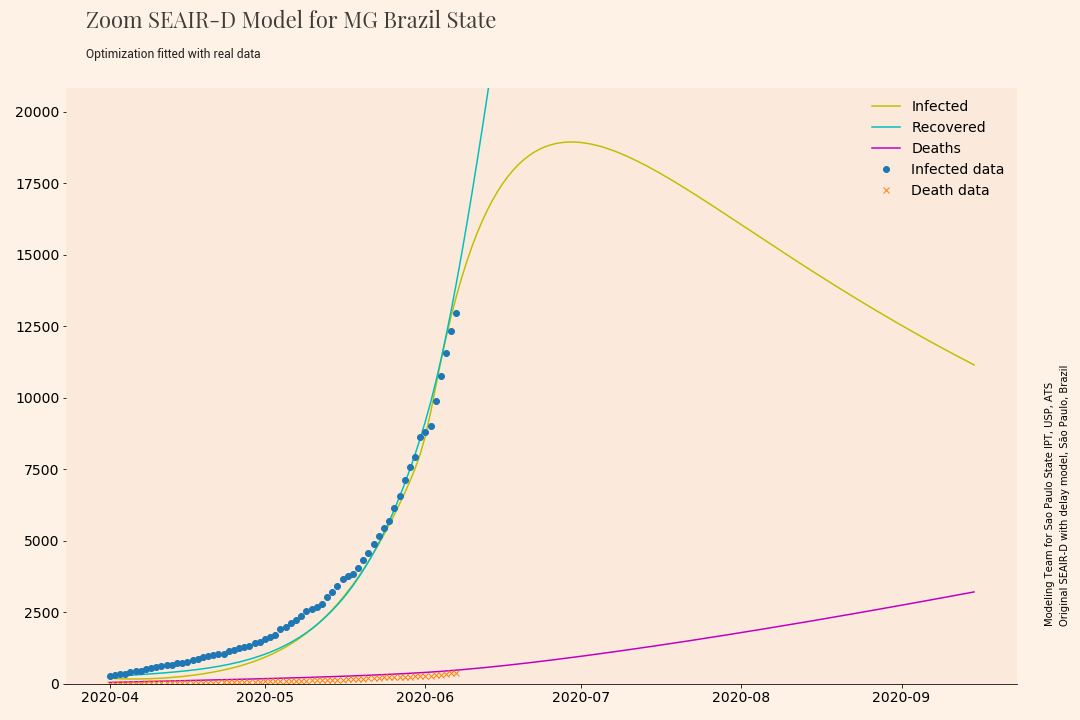 Zoom SEAIR-D Model for MG Brazil State
Optimization fitted with real data
20000
17500
15000
12500
10000
7500
5000
2500
0
Infected
Recovered
Deaths
Infected data
Death data
2020-04
2020-05
2020-06
2020-07
2020-08
2020-09
Modeling Team for Sao Paulo State IPT, USP, ATS
Original SEAIR-D with delay model, São Paulo, Brazil